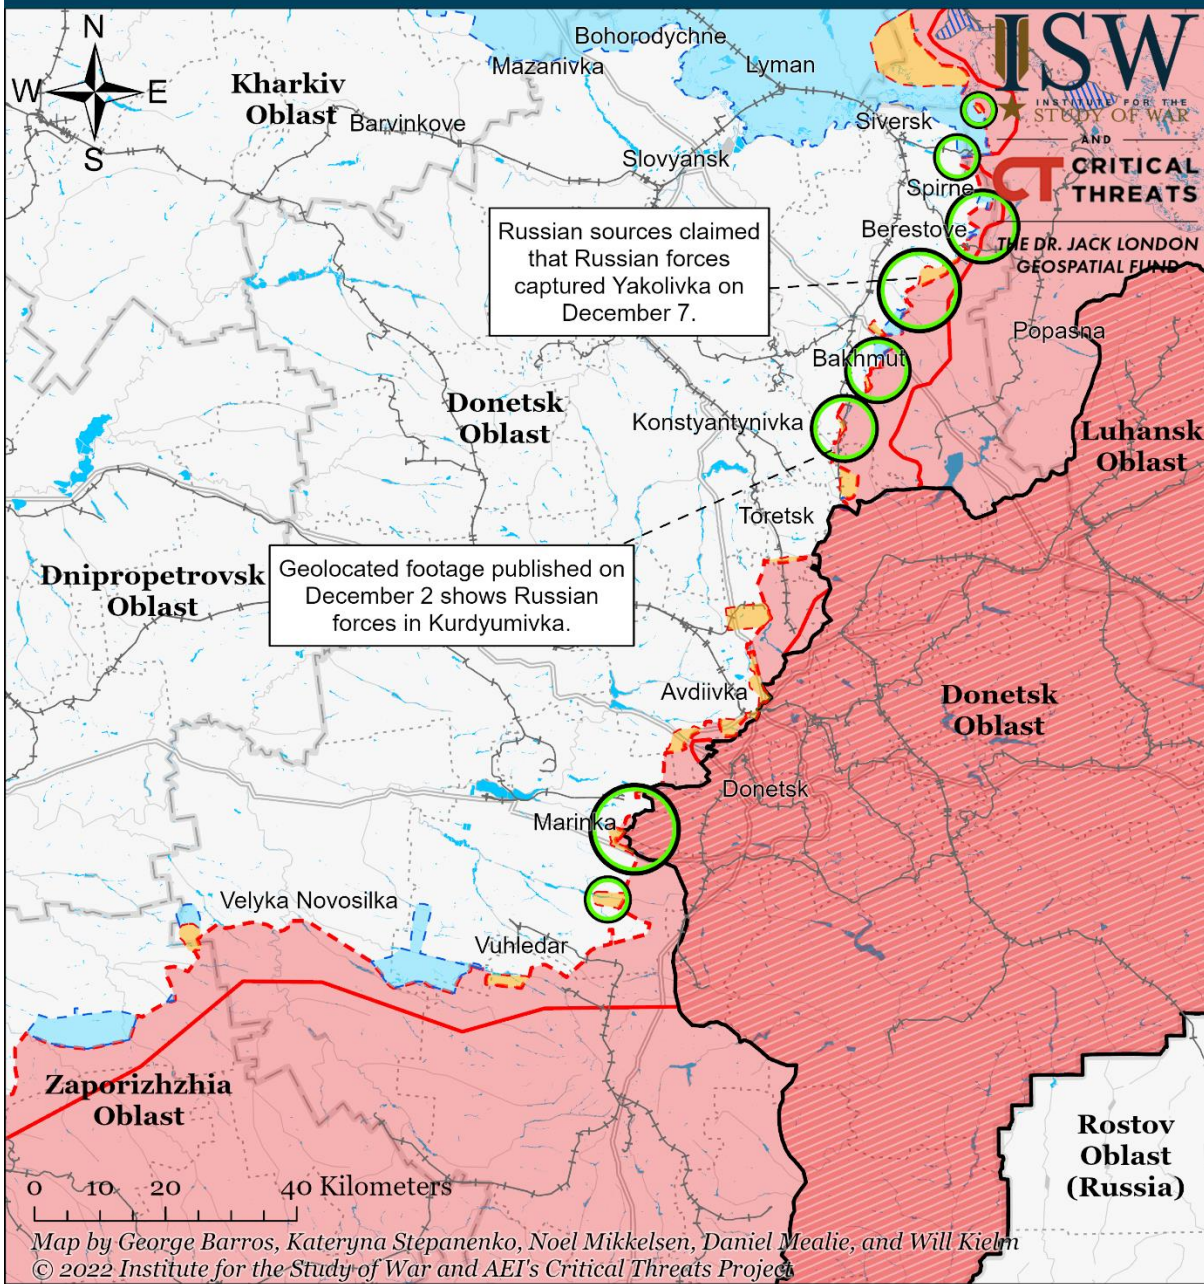 N
W
E
S
Bohorodychne
Mazanivka
Lyman
Kharkiv
Oblast
Barvinkove
Siversk
Slovyansk
Spirne
Berestove
ISW
INSTITUTE FOR THE
STUDY OF WAR
AND
CT CRITICAL
THREATS
THE DR. JACK LONDON
GEOSPATIAL FUND
Russian sources claimed
that Russian forces
captured Yakolivka on
December 7.
Popasna
Bakhmut
Donetsk
Oblast
Konstyantynivka
Luhansk
Oblast
Toretsk
Dnipropetrovsk
Oblast
Geolocated footage published on
December 2 shows Russian
forces in Kurdyumivka.
Avdiivka
Donetsk
Oblast
Donetsk
Marinka
Velyka Novosilka
Vuhledar
Zaporizhzhia
Oblast
Rostov
Oblast
(Russia)
0 10 20 40 Kilometers
Map by George Barros, Kateryna Stepanenko, Noel Mikkelsen, Daniel Mealie, and Will Kielm
© 2022 Institute for the Study of War and AEI's Critical Threats Project